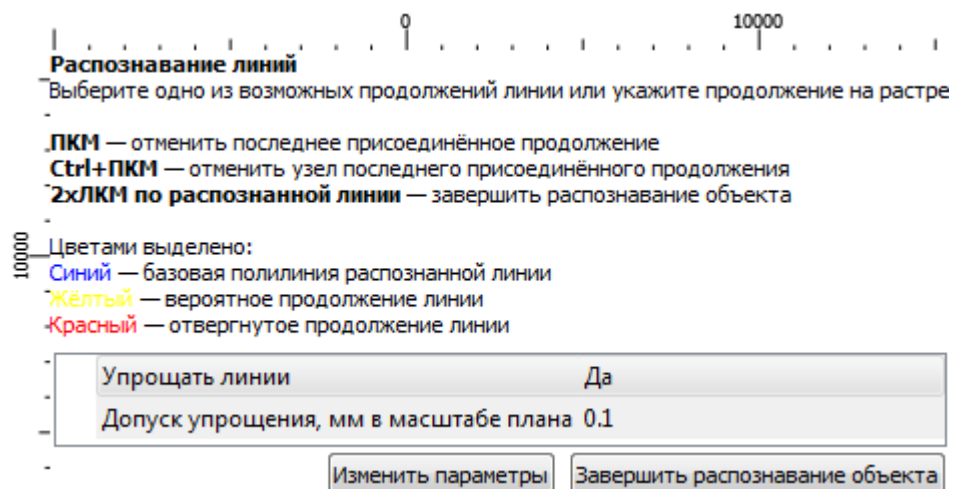 0 10000
Распознавание линий
Выберите одно из возможных продолжений линии или укажите продолжение на растре
ПКМ — отменить последнее присоединённое продолжение
Ctrl+ПКМ — отменить узел последнего присоединённого продолжения
2xЛКМ по распознанной линии — завершить распознавание объекта
10000
Цветами выделено:
Синий — базовая полилиния распознанной линии
Жёлтый — вероятное продолжение линии
Красный — отвергнутое продолжение линии
Упрощать линии Да
Допуск упрощения, мм в масштабе плана 0.1
Изменить параметры Завершить распознавание объекта